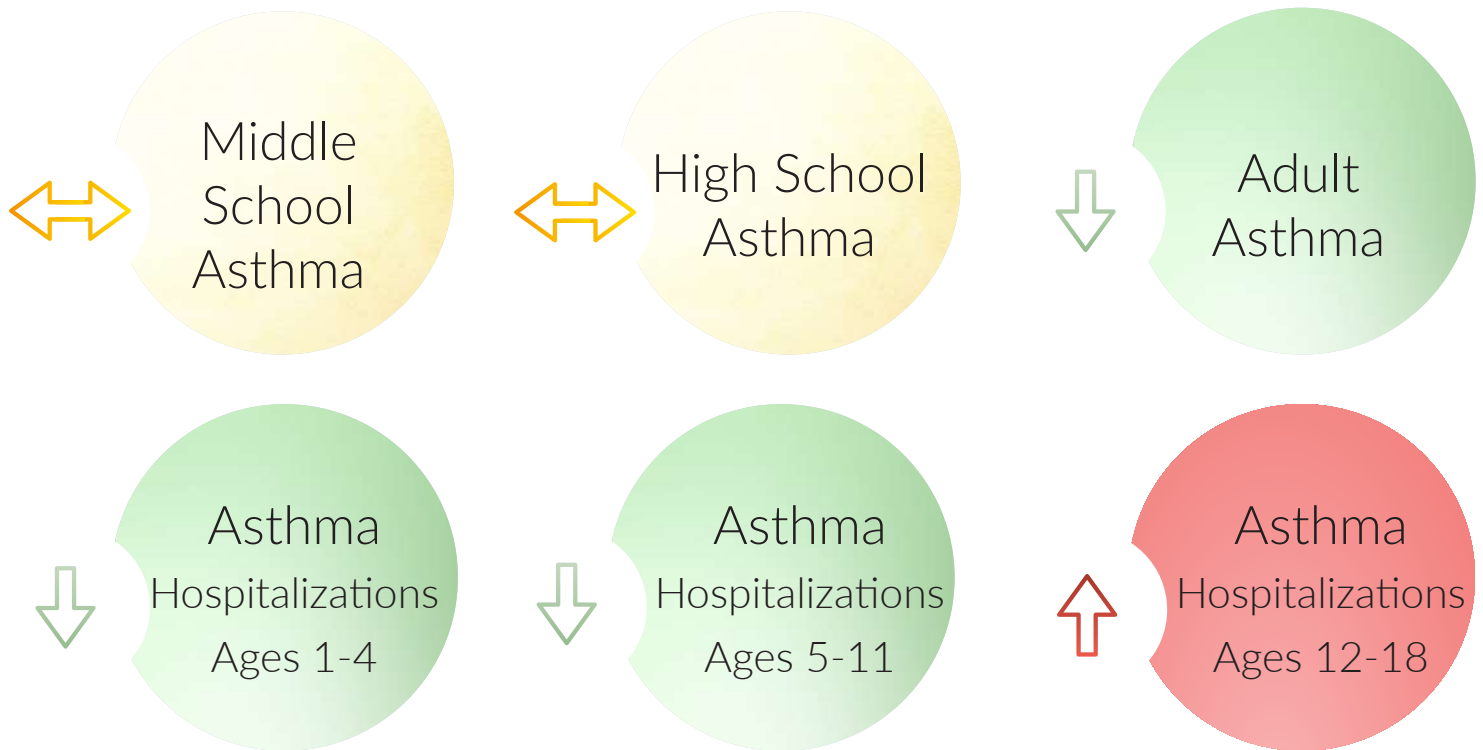 Middle
School
Asthma
High School
Asthma
Adult
Asthma
Asthma
Hospitalizations
Ages 1-4
Asthma
Hospitalizations
Ages 5-11
Asthma
Hospitalizations
Ages 12-18